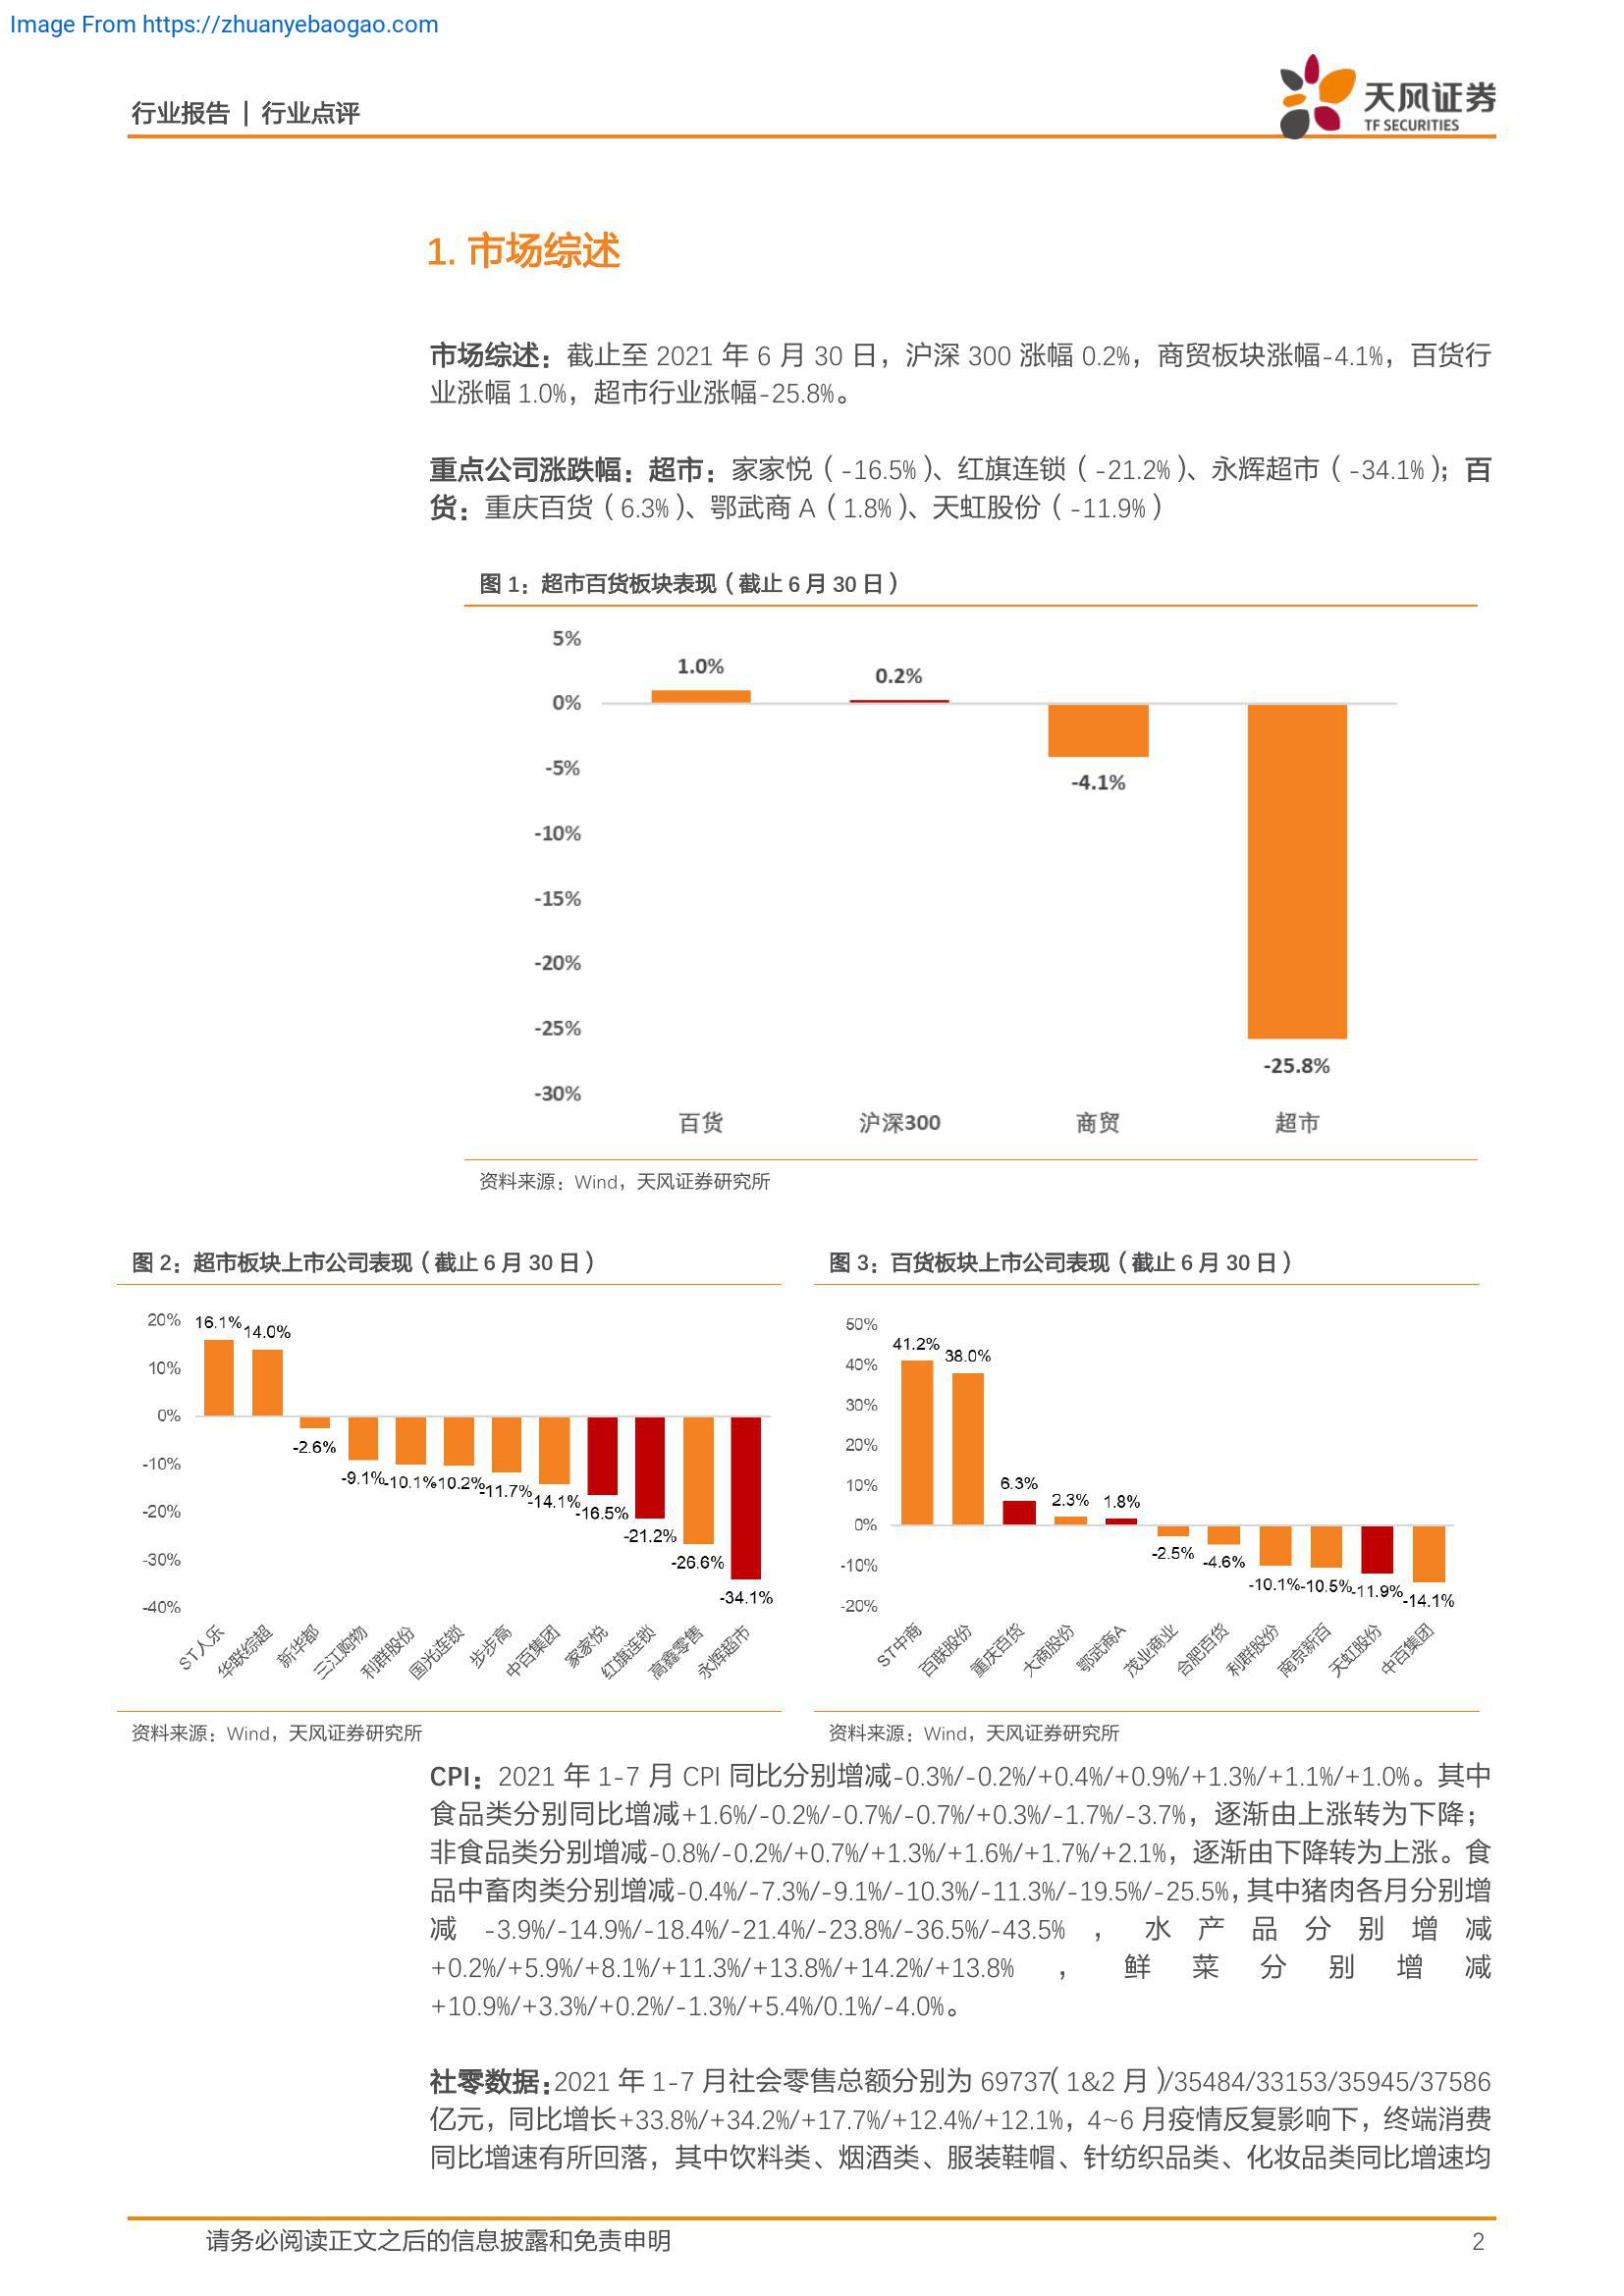 Image From https://zhuanyebaogao.com
行业报告 | 行业点评
天风证券
TF SECURITIES
1. 市场综述
市场综述：截止至 2021 年 6 月 30 日，沪深 300 涨幅 0.2%，商贸板块涨幅-4.1%，百货行
业涨幅 1.0%，超市行业涨幅-25.8%。
重点公司涨跌幅：超市：家家悦（-16.5%）、红旗连锁（-21.2%）、永辉超市（-34.1%）；百
货：重庆百货（6.3%）、鄂武商 A（1.8%）、天虹股份（-11.9%）
图 1：超市百货板块表现（截止 6 月 30 日）
5%
0%
-5%
-10%
-15%
-20%
-25%
-30%
1.0%
0.2%
-4.1%
-25.8%
百货 沪深300 商贸 超市
资料来源：Wind，天风证券研究所
图 2：超市板块上市公司表现（截止 6 月 30 日）
20%
10%
0%
-10%
-20%
-30%
-40%
16.1%
14.0%
-2.6%
-9.1%
-10.1%
-10.2%
-11.7%
-14.1%
-16.5%
-21.2%
-26.6%
-34.1%
ST人乐
华联综超
新华都
三江购物
利群股份
国光连锁
步步高
中百集团
家家悦
红旗连锁
高鑫零售
永辉超市
资料来源：Wind，天风证券研究所
图 3：百货板块上市公司表现（截止 6 月 30 日）
50%
40%
30%
20%
10%
0%
-10%
-20%
41.2%
38.0%
6.3%
2.3%
1.8%
-2.5%
-4.6%
-10.1%
-10.5%
-11.9%
-14.1%
ST中商
百联股份
重庆百货
大商股份
鄂武商A
茂业商业
合肥百货
利群股份
南京新百
天虹股份
中百集团
资料来源：Wind，天风证券研究所
CPI：2021 年 1-7 月 CPI 同比分别增减-0.3%/-0.2%/+0.4%/+0.9%/+1.3%/+1.1%/+1.0%。其中
食品类分别同比增减+1.6%/-0.2%/-0.7%/-0.7%/+0.3%/-1.7%/-3.7%，逐渐由上涨转为下降；
非食品类分别增减-0.8%/-0.2%/+0.7%/+1.3%/+1.6%/+1.7%/+2.1%，逐渐由下降转为上涨。食
品中畜肉类分别增减-0.4%/-7.3%/-9.1%/-10.3%/-11.3%/-19.5%/-25.5%，其中猪肉各月分别增
减 -3.9%/-14.9%/-18.4%/-21.4%/-23.8%/-36.5%/-43.5% ， 水 产 品 分 别 增 减
+0.2%/+5.9%/+8.1%/+11.3%/+13.8%/+14.2%/+13.8% ， 鲜 菜 分 别 增 减
+10.9%/+3.3%/+0.2%/-1.3%/+5.4%/0.1%/-4.0%。
社零数据：2021 年 1-7 月社会零售总额分别为 69737（1&2 月）/35484/33153/35945/37586
亿元，同比增长+33.8%/+34.2%/+17.7%/+12.4%/+12.1%，4~6 月疫情反复影响下，终端消费
同比增速有所回落，其中饮料类、烟酒类、服装鞋帽、针纺织品类、化妆品类同比增速均
请务必阅读正文之后的信息披露和免责申明
2